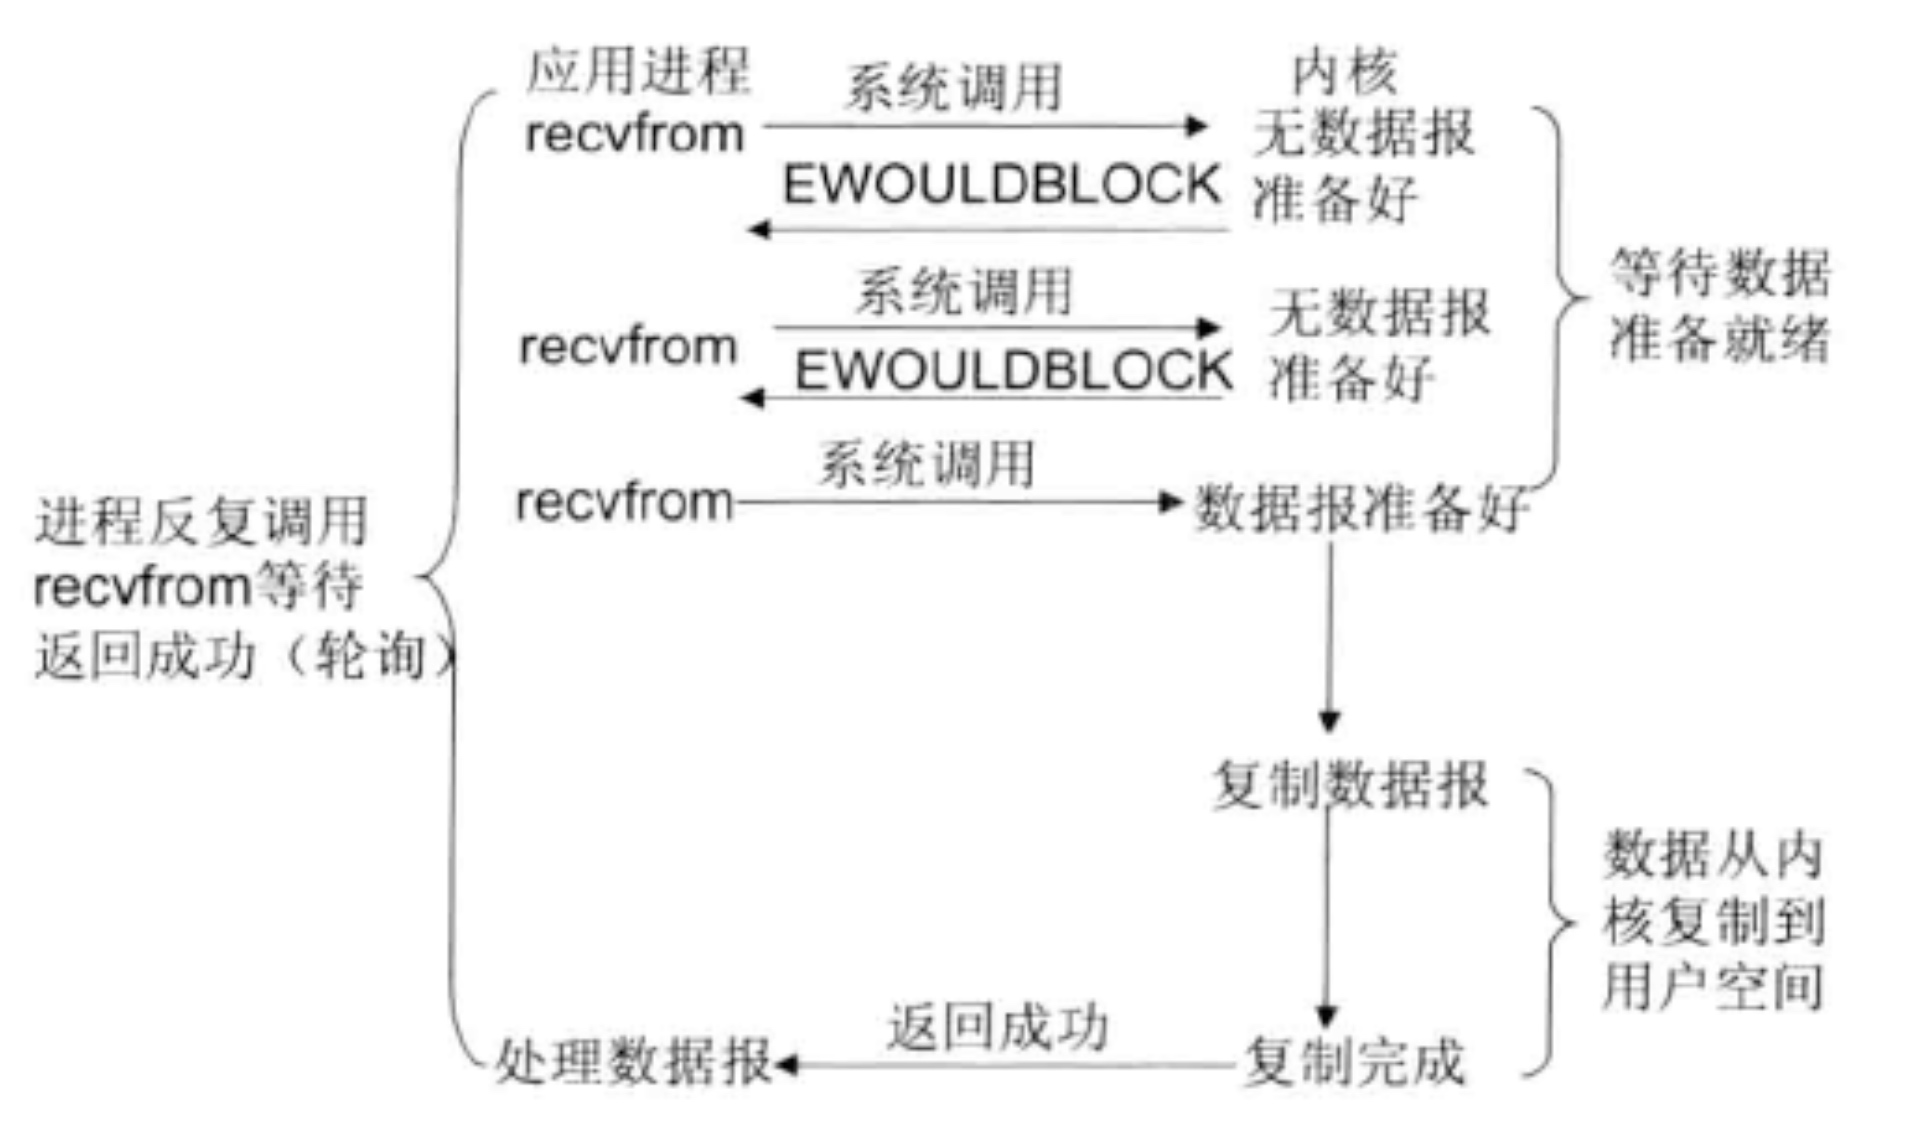 应用进程
系统调用
内核
recvfrom
无数据报
EWOULDBLOCK
准备好
系统调用
无数据报
等待数据
准备就绪
recvfrom
EWOULDBLOCK
准备好
系统调用
recvfrom
数据报准备好
进程反复调用
recvfrom等待
返回成功（轮询）
复制数据报
数据从内
核复制到
用户空间
返回成功
处理数据报
复制完成